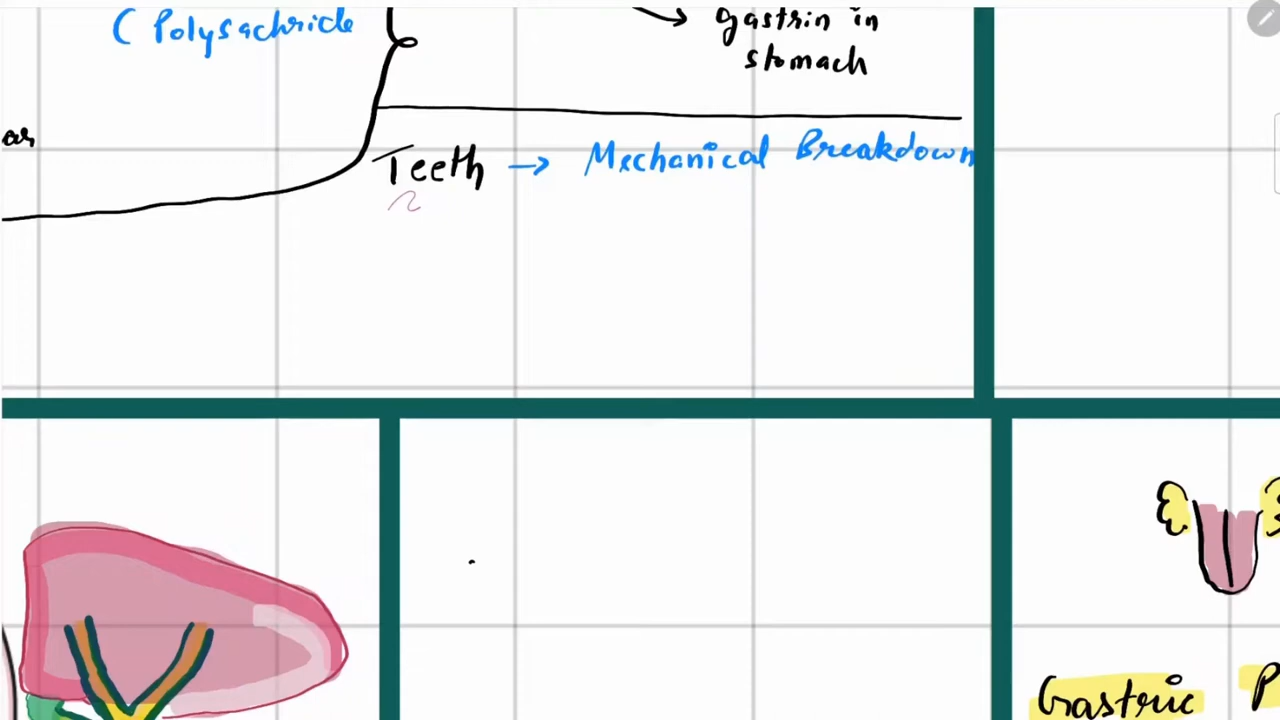 ( Polysachride
gastrin in
stomach
Teeth → Mechanical Breakdown
Gastric P